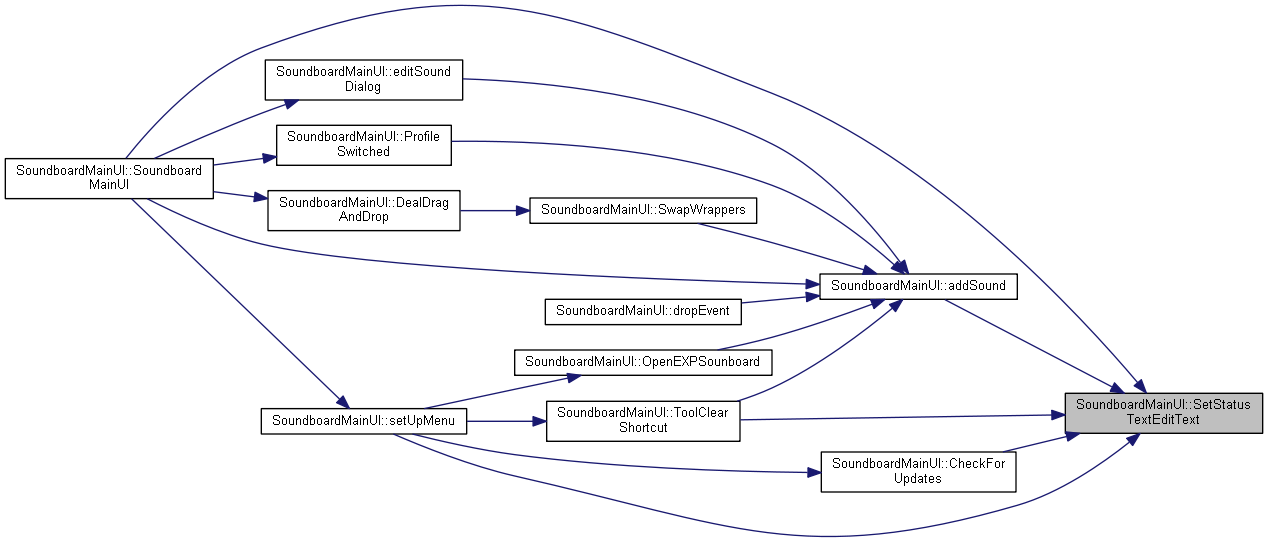 SoundboardMainUI::editSound
Dialog
SoundboardMainUI::Profile
Switched
SoundboardMainUI::Soundboard
MainUI
SoundboardMainUI::DealDrag
AndDrop
SoundboardMainUI::SwapWrappers
SoundboardMainUI::addSound
SoundboardMainUI::dropEvent
SoundboardMainUI::OpenEXPSounboard
SoundboardMainUI::SetStatus
TextEditText
SoundboardMainUI::setUpMenu
SoundboardMainUI::ToolClear
Shortcut
SoundboardMainUI::CheckFor
Updates